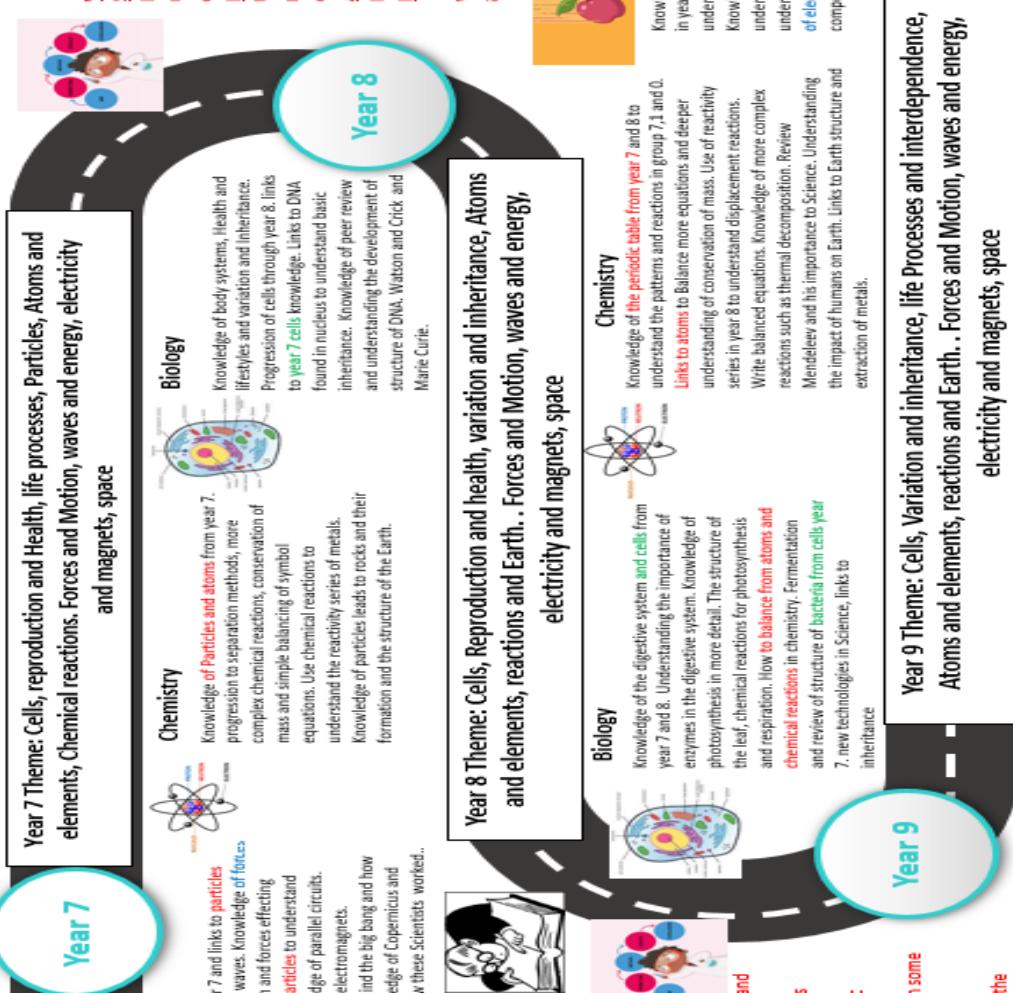 Year 7
Year 7 Theme: Cells, reproduction and Health, life processes, Particles, Atoms and
elements, Chemical reactions. Forces and Motion, waves and energy, electricity
and magnets, space
r 7 and links to particles
waves. Knowledge of forces
and forces effecting
articles to understand
dge of parallel circuits.
electromagnets.
ind the big bang and how
edge of Copernicus and
w these Scientists worked..
Chemistry
Knowledge of Particles and atoms from year 7.
progression to separation methods, more
complex chemical reactions, conservation of
mass and simple balancing of symbol
equations. Use chemical reactions to
understand the reactivity series of metals.
Knowledge of particles leads to rocks and their
formation and the structure of the Earth.
Biology
Knowledge of body systems, Health and
lifestyles and variation and Inheritance.
Progression of cells through year 8. links
to year 7 cells knowledge. Links to DNA
found in nucleus to understand basic
inheritance. Knowledge of peer review
and understanding the development of
structure of DNA. Watson and Crick and
Marie Curie.
Year 8
Year 8 Theme: Cells, Reproduction and health, variation and inheritance, Atoms
and elements, reactions and Earth. . Forces and Motion, waves and energy,
electricity and magnets, space
Biology
Knowledge of the digestive system and cells from
year 7 and 8. Understanding the importance of
enzymes in the digestive system. Knowledge of
photosynthesis in more detail. The structure of
the leaf, chemical reactions for photosynthesis
and respiration. How to balance from atoms and
chemical reactions in chemistry. Fermentation
and review of structure of bacteria from cells year
7. new technologies in Science, links to
inheritance
Chemistry
Knowledge of the periodic table from year 7 and 8 to
understand the patterns and reactions in group 7,1 and 0.
Links to atoms to Balance more equations and deeper
understanding of conservation of mass. Use of reactivity
series in year 8 to understand displacement reactions.
Write balanced equations. Knowledge of more complex
reactions such as thermal decomposition. Review
Mendeleev and his importance to Science. Understanding
the impact of humans on Earth. Links to Earth structure and
extraction of metals.
Know
in yea
under
Know
under
under
of elec
compo
and
s
n some
the
Year 9
Year 9 Theme: Cells, Variation and inheritance, life Processes and interdependence,
Atoms and elements, reactions and Earth. . Forces and Motion, waves and energy,
electricity and magnets, space